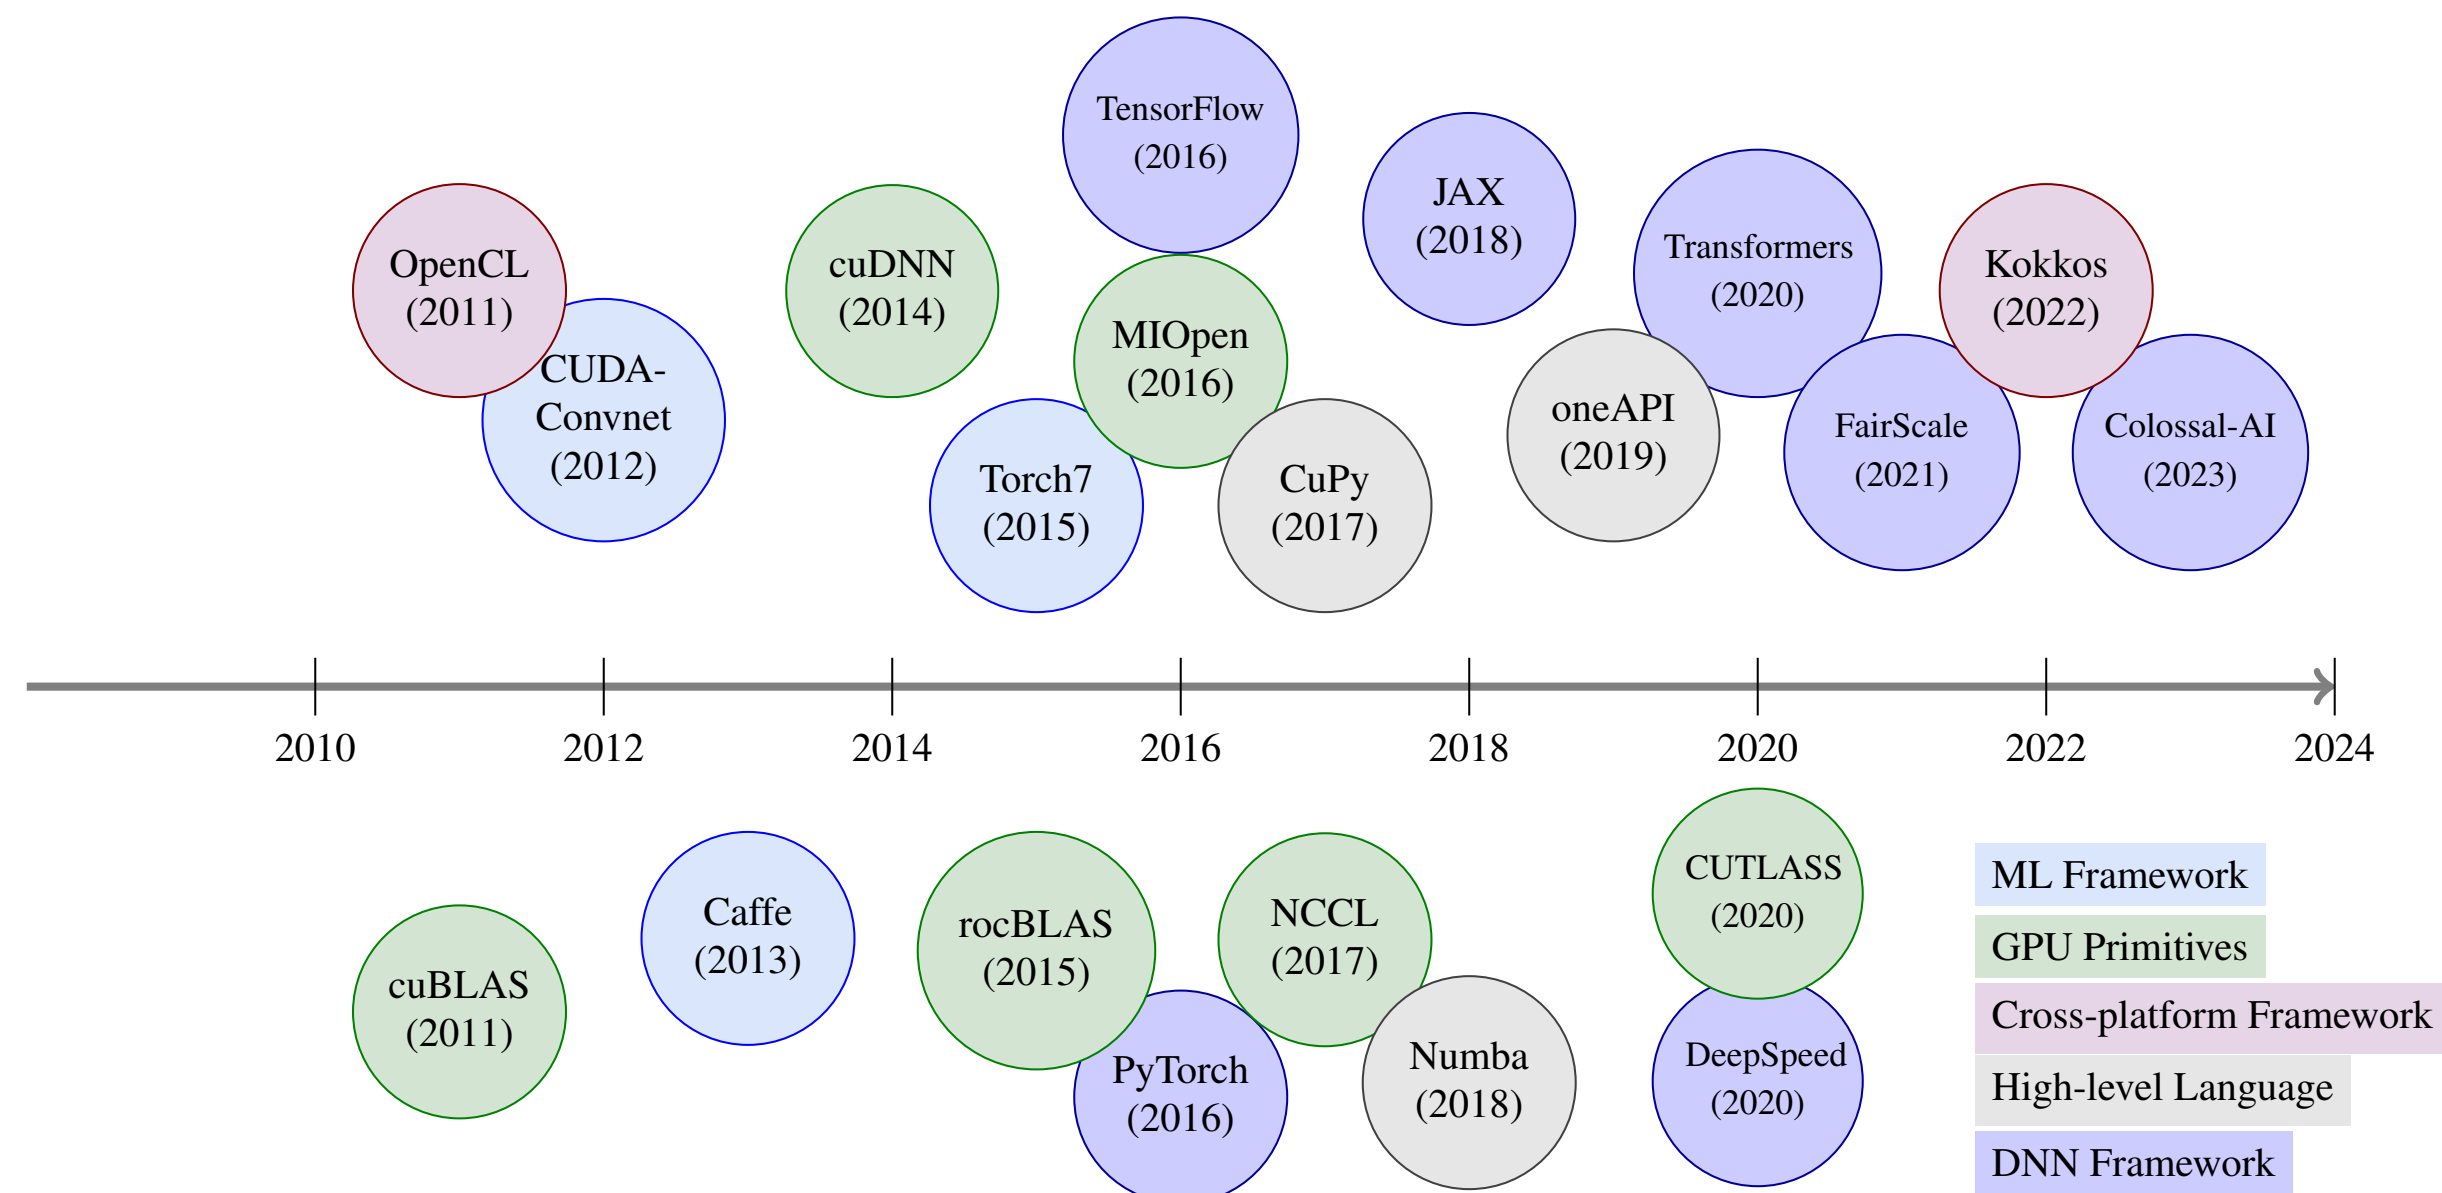 TensorFlow
(2016)
JAX
(2018)
Transformers
(2020)
OpenCL
(2011)
cuDNN
(2014)
Kokkos
(2022)
MIOpen
(2016)
CUDA-
Convnet
(2012)
oneAPI
(2019)
FairScale
(2021)
Colossal-AI
(2023)
Torch7
(2015)
CuPy
(2017)
2010 2012 2014 2016 2018 2020 2022 2024
CUTLASS
(2020)
Caffe
(2013)
rocBLAS
(2015)
NCCL
(2017)
cuBLAS
(2011)
PyTorch
(2016)
Numba
(2018)
DeepSpeed
(2020)
ML Framework
GPU Primitives
Cross-platform Framework
High-level Language
DNN Framework